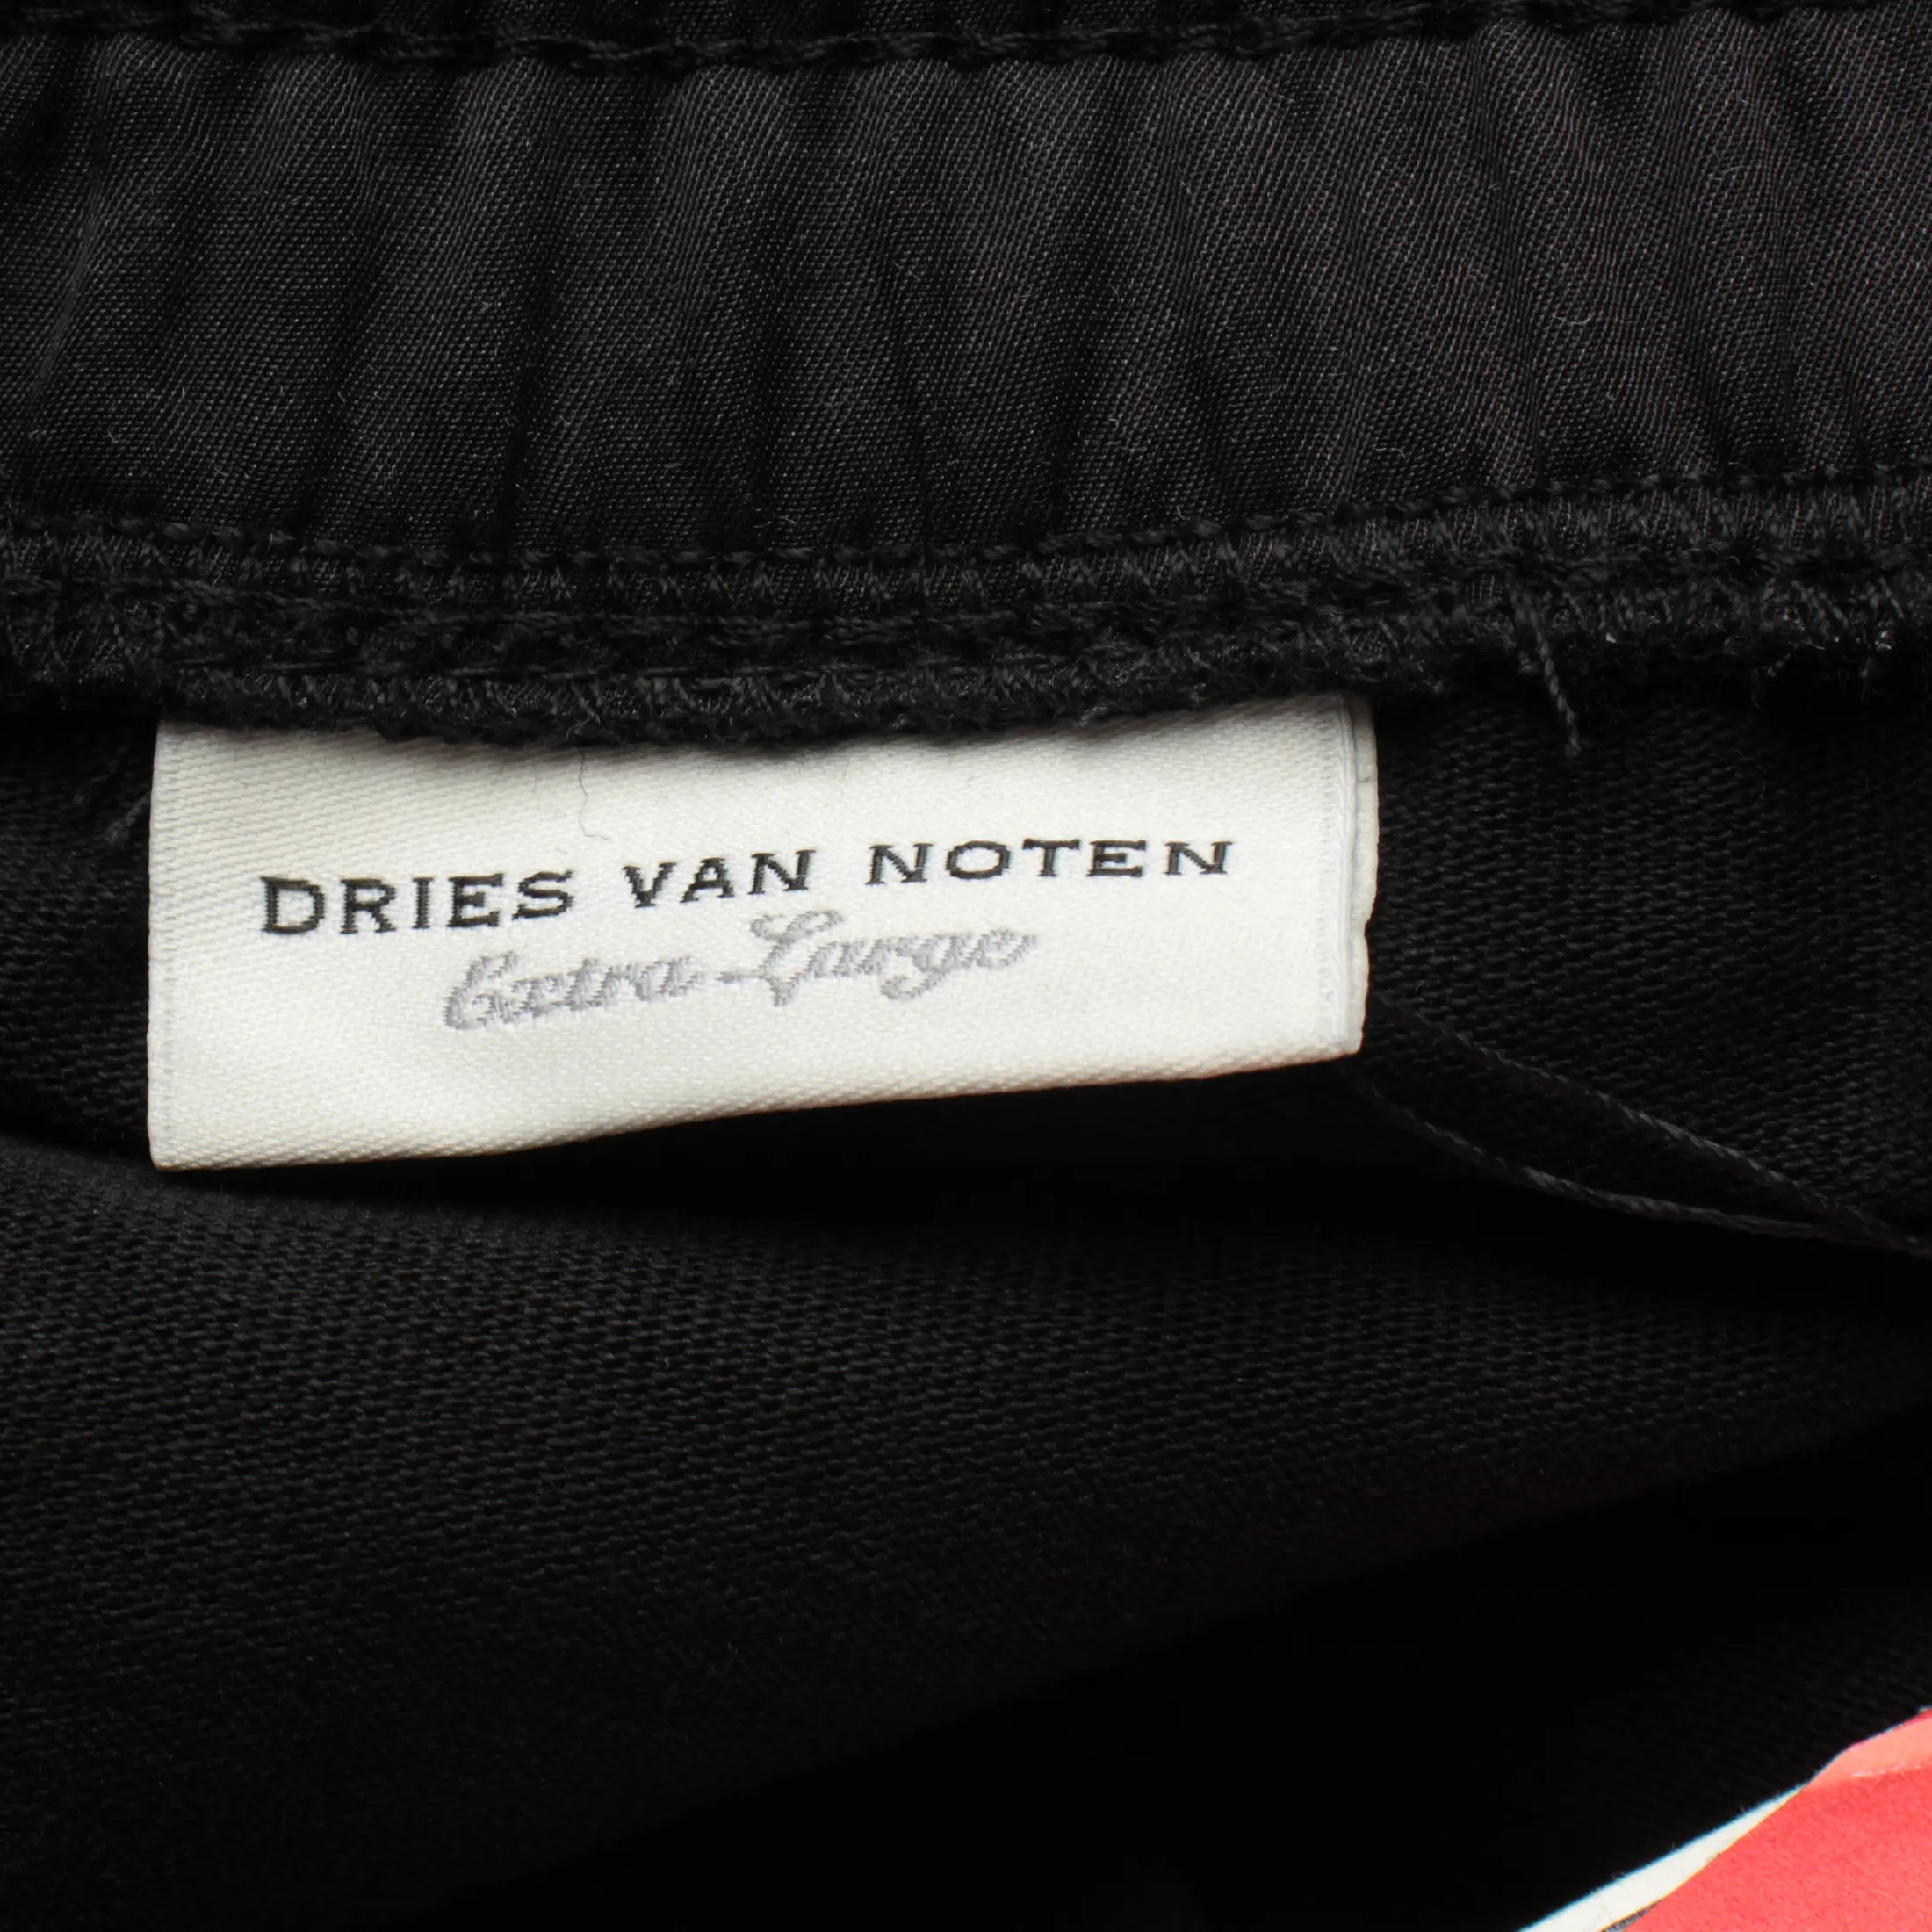 DRIES VAN NOTEN
Extra Large